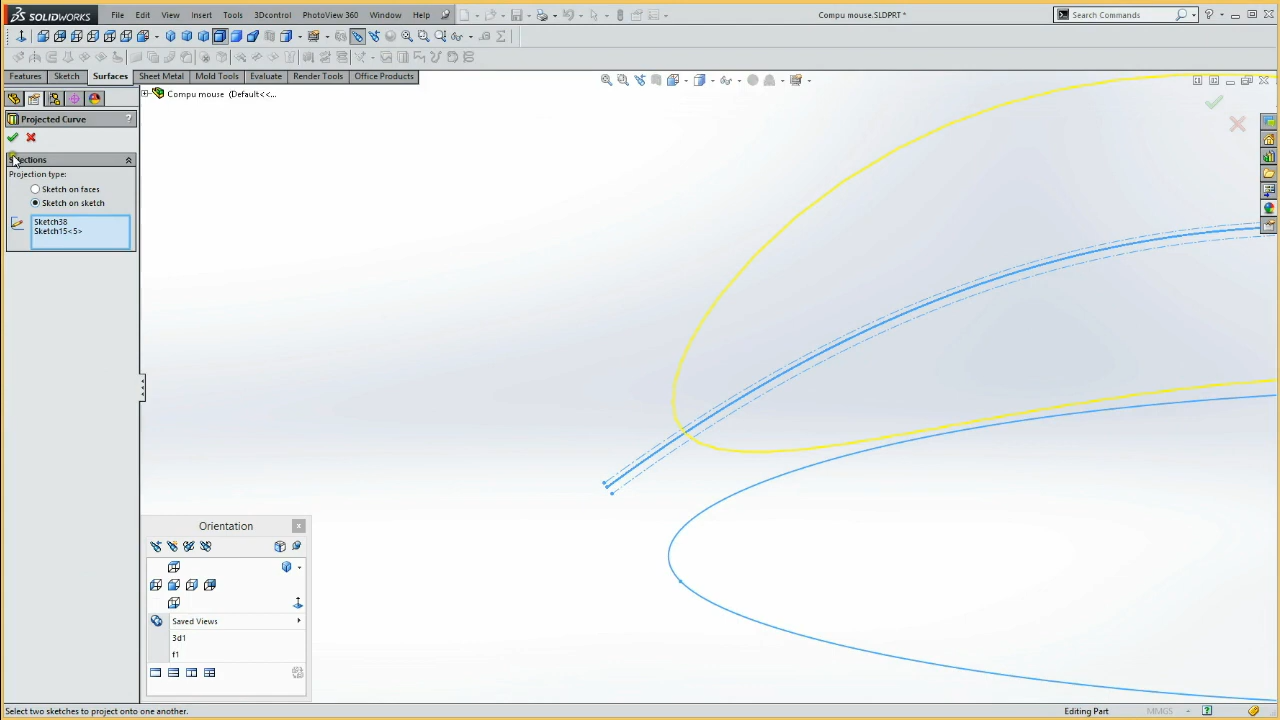 SOLIDWORKS File Edit View Insert Tools 3Dcontrol PhotoView 360 Window Help Compu mouse.SLDPRT * Search Commands
Features Sketch Surfaces Sheet Metal Mold Tools Evaluate Render Tools Office Products
Compu mouse (Default<<...
Projected Curve ?
Projection type:
Sketch on faces
Sketch on sketch
Sketch38
Sketch15<5>
Orientation
Saved Views
3d1
f1
Select two sketches to project onto one another. Editing Part MMGS